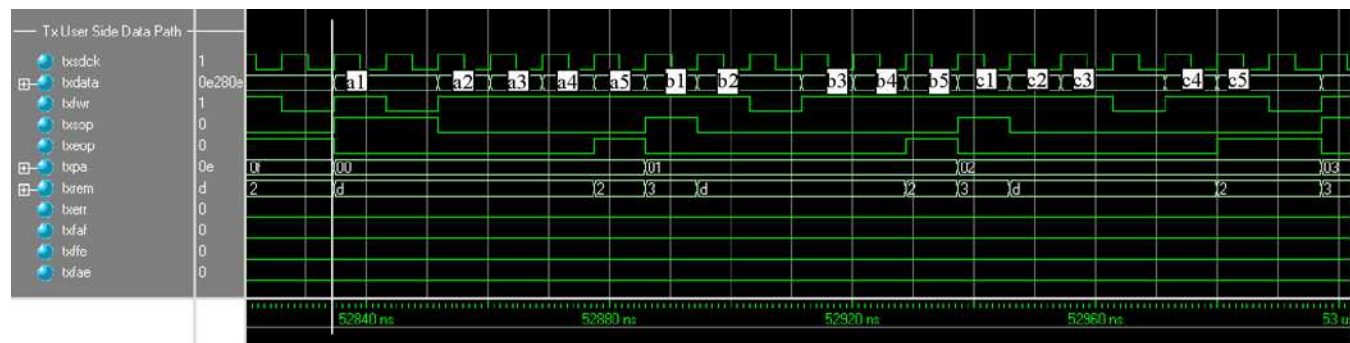 Tx User Side Data Path
txsdck 1
txdata 0e280e a1 a2 a3 a4 a5 b1 b2 b3 b4 b5 c1 c2 c3 c4 c5
txfwr 1
txsop 0
txeop 0
txpa 0e 0f 00 01 02 03
txrem d 2 d 2 3 d 2 3 d 2 3
txerr 0
txfaf 0
txffe 0
txfae 0
52840 ns 52880 ns 52920 ns 52960 ns 53 u